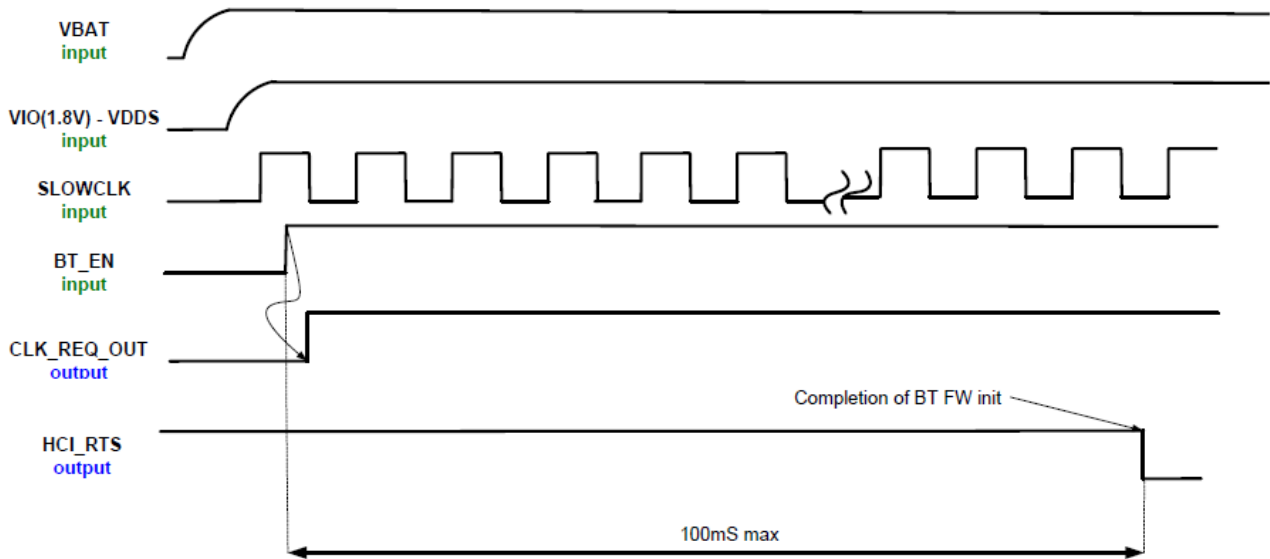 VBAT
input
VIO(1.8V) - VDDS
input
SLOWCLK
input
BT_EN
input
CLK_REQ_OUT
output
Completion of BT FW init
HCI_RTS
output
100mS max